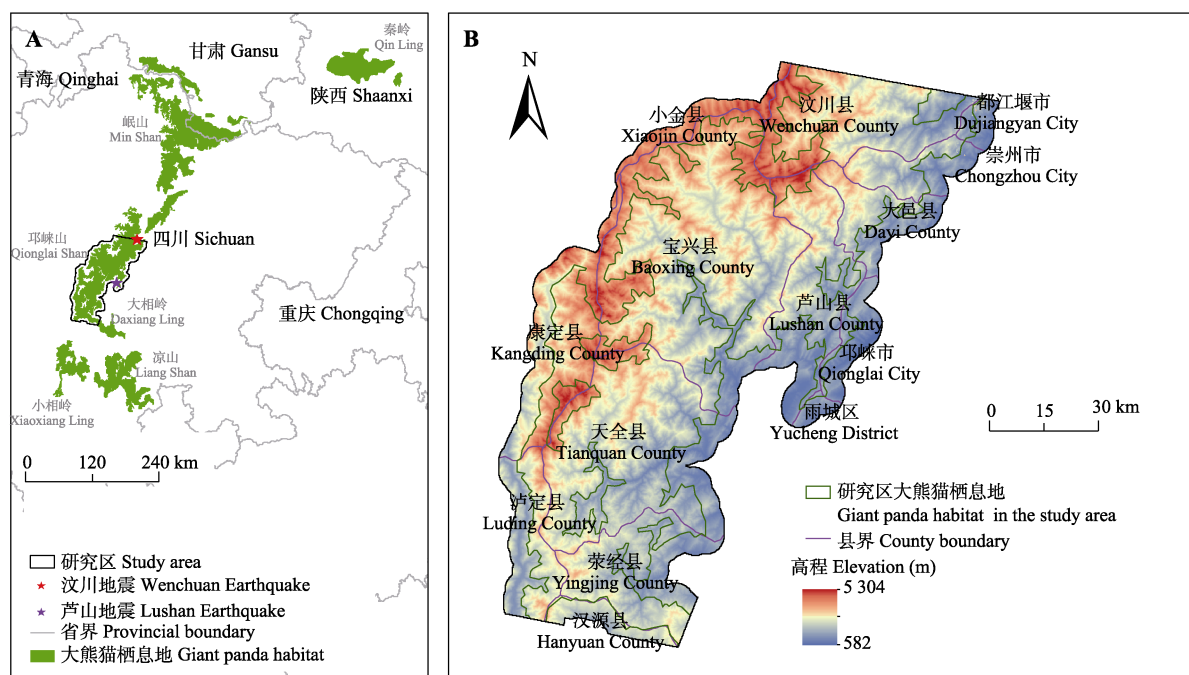 A
甘肃 Gansu
秦岭
Qin Ling
青海 Qinghai
陕西 Shaanxi
岷山
Min Shan
邛崃山
Qionglai Shan
四川 Sichuan
大相岭
Daxiang Ling
重庆 Chongqing
凉山
Liang Shan
小相岭
Xiaoxiang Ling
0 120 240 km
研究区 Study area
汶川地震 Wenchuan Earthquake
芦山地震 Lushan Earthquake
省界 Provincial boundary
大熊猫栖息地 Giant panda habitat
B
N
小金县
Xiaojin County
汶川县
Wenchuan County
都江堰市
Dujiangyan City
崇州市
Chongzhou City
大邑县
Dayi County
宝兴县
Baoxing County
芦山县
Lushan County
康定县
Kangding County
邛崃市
Qionglai City
雨城区
Yucheng District
0 15 30 km
天全县
Tianquan County
泸定县
Luding County
荥经县
Yingjing County
汉源县
Hanyuan County
研究区大熊猫栖息地
Giant panda habitat in the study area
县界 County boundary
高程 Elevation (m)
5 304
582